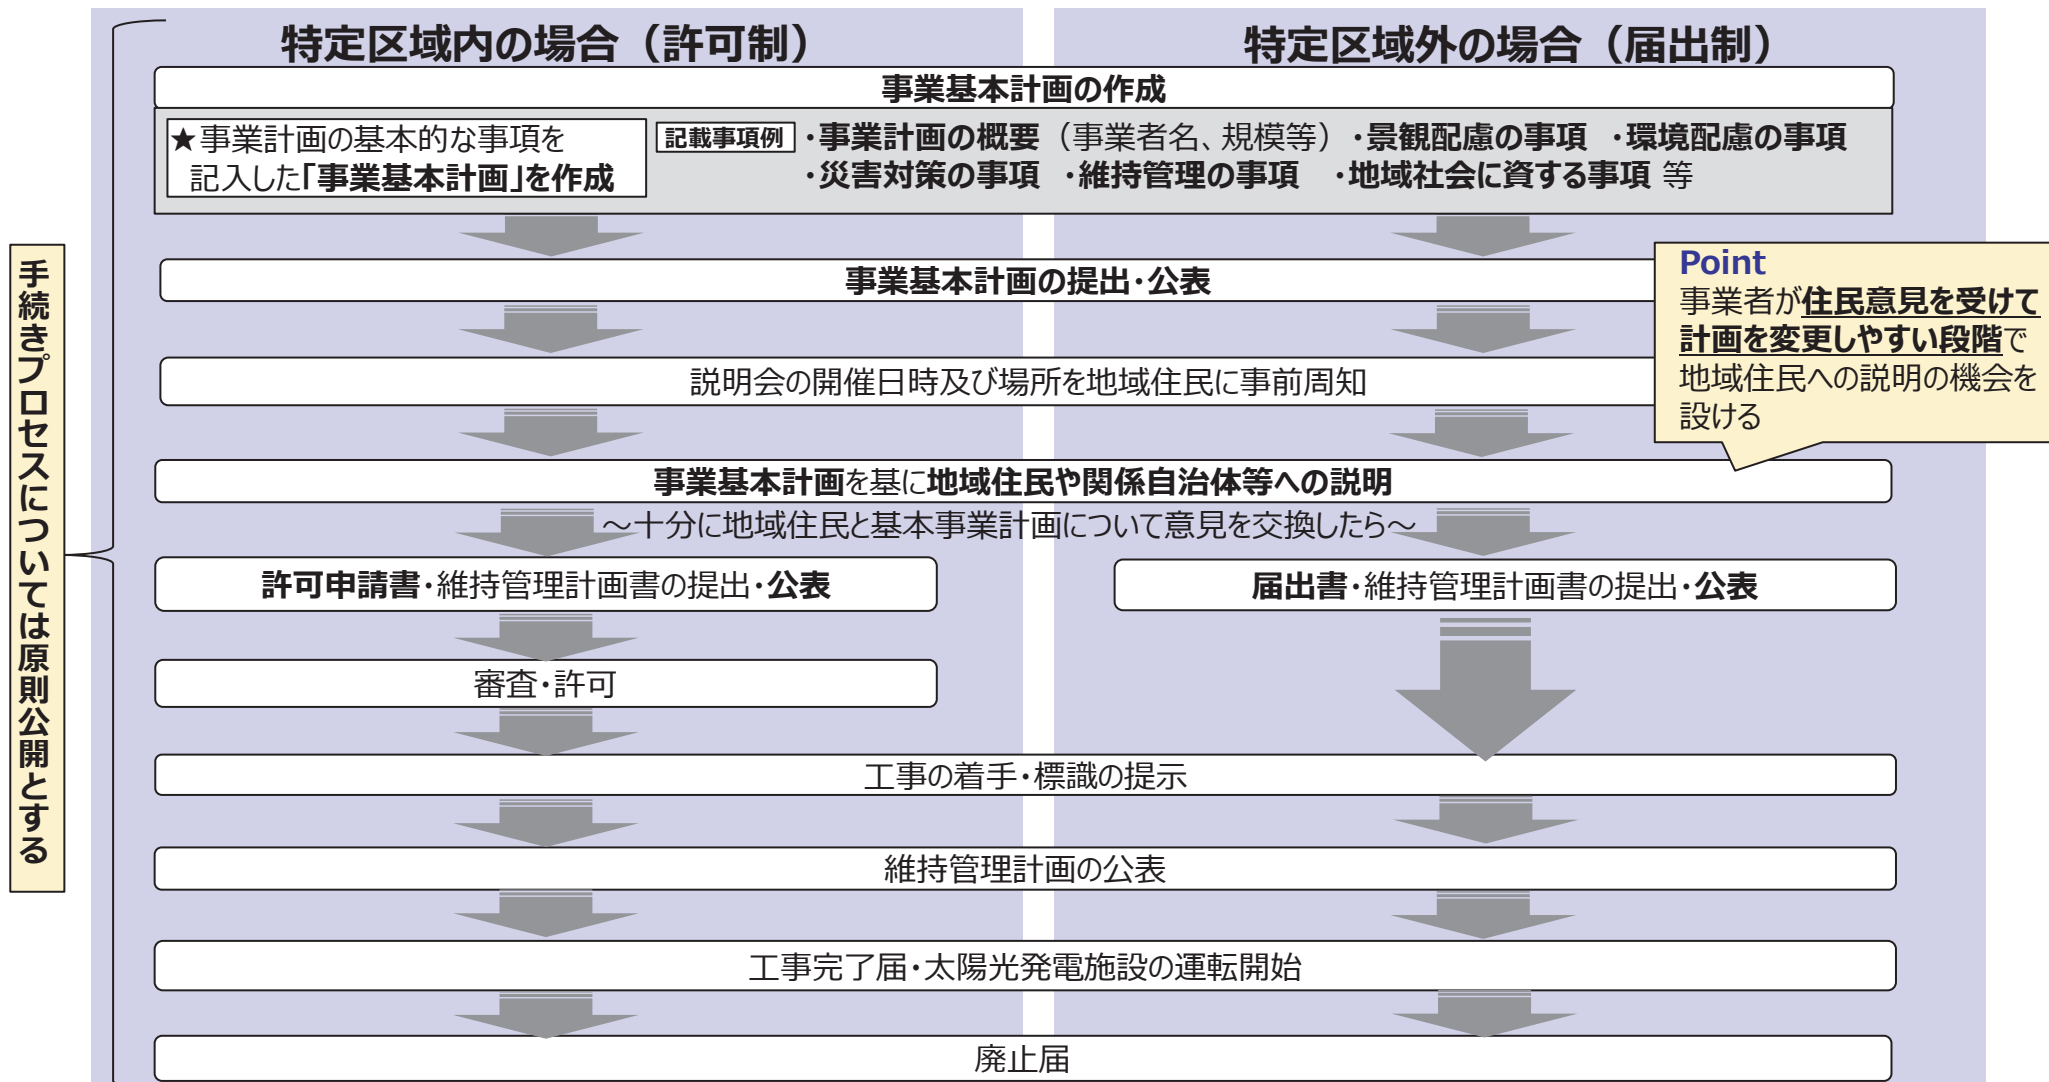 特定区域内の場合（許可制）
特定区域外の場合（届出制）
事業基本計画の作成
★事業計画の基本的な事項を
記入した「事業基本計画」を作成
記載事項例
・事業計画の概要（事業者名、規模等）・景観配慮の事項 ・環境配慮の事項
・災害対策の事項 ・維持管理の事項 ・地域社会に資する事項 等
手続きプロセスについては原則公開とする
事業基本計画の提出・公表
Point
事業者が住民意見を受けて
計画を変更しやすい段階で
地域住民への説明の機会を
設ける
説明会の開催日時及び場所を地域住民に事前周知
事業基本計画を基に地域住民や関係自治体等への説明
～十分に地域住民と基本事業計画について意見を交換したら～
許可申請書・維持管理計画書の提出・公表
届出書・維持管理計画書の提出・公表
審査・許可
工事の着手・標識の提示
維持管理計画の公表
工事完了届・太陽光発電施設の運転開始
廃止届